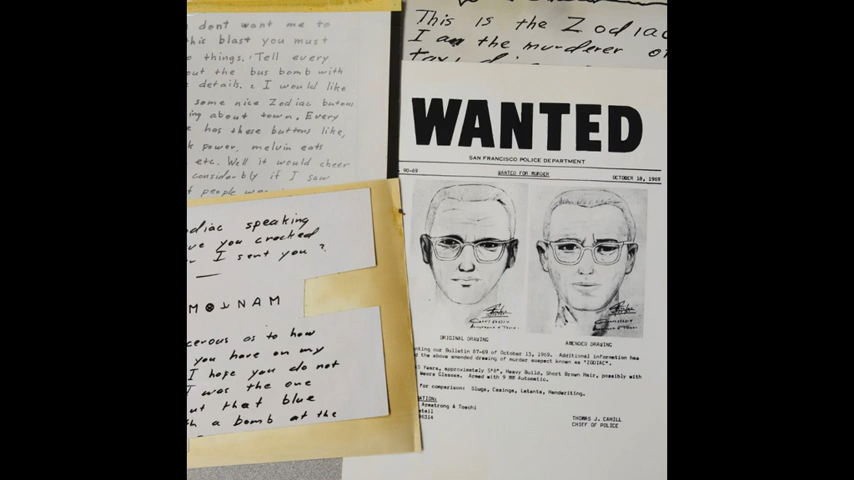 dont want me to
this blast you must
things. Tell every
out the bus bomb with
details. I would like
some nice Zodiac butons
ing about town. Every
has these buttons like,
power, melvin eats
etc. Well it would cheer
considerbly if I saw
people
This is the Zodiac
I am the murderer of
diac speaking
ve you cracked
I sent you?
M NAM
cerous as to how
you have on my
I hope you do not
I was the one
ut that blue
h a bomb at the
WANTED
SAN FRANCISCO POLICE DEPARTMENT
90-69 WANTED FOR MURDER OCTOBER 18, 1969
ORIGINAL DRAWING AMENDED DRAWING
nting our Bulletin 87-69 of October 13, 1969. Additional information has
d the above amended drawing of murder suspect known as "ZODIAC".
5 Years, approximately 5'8", Heavy Build, Short Brown Hair, possibly with
Wears Glasses. Armed with 9 MM Automatic.
for comparison: Slugs, Casings, Latents, Handwriting.
ATION:
Armstrong & Toschi
etail
THOMAS J. CAHILL
CHIEF OF POLICE